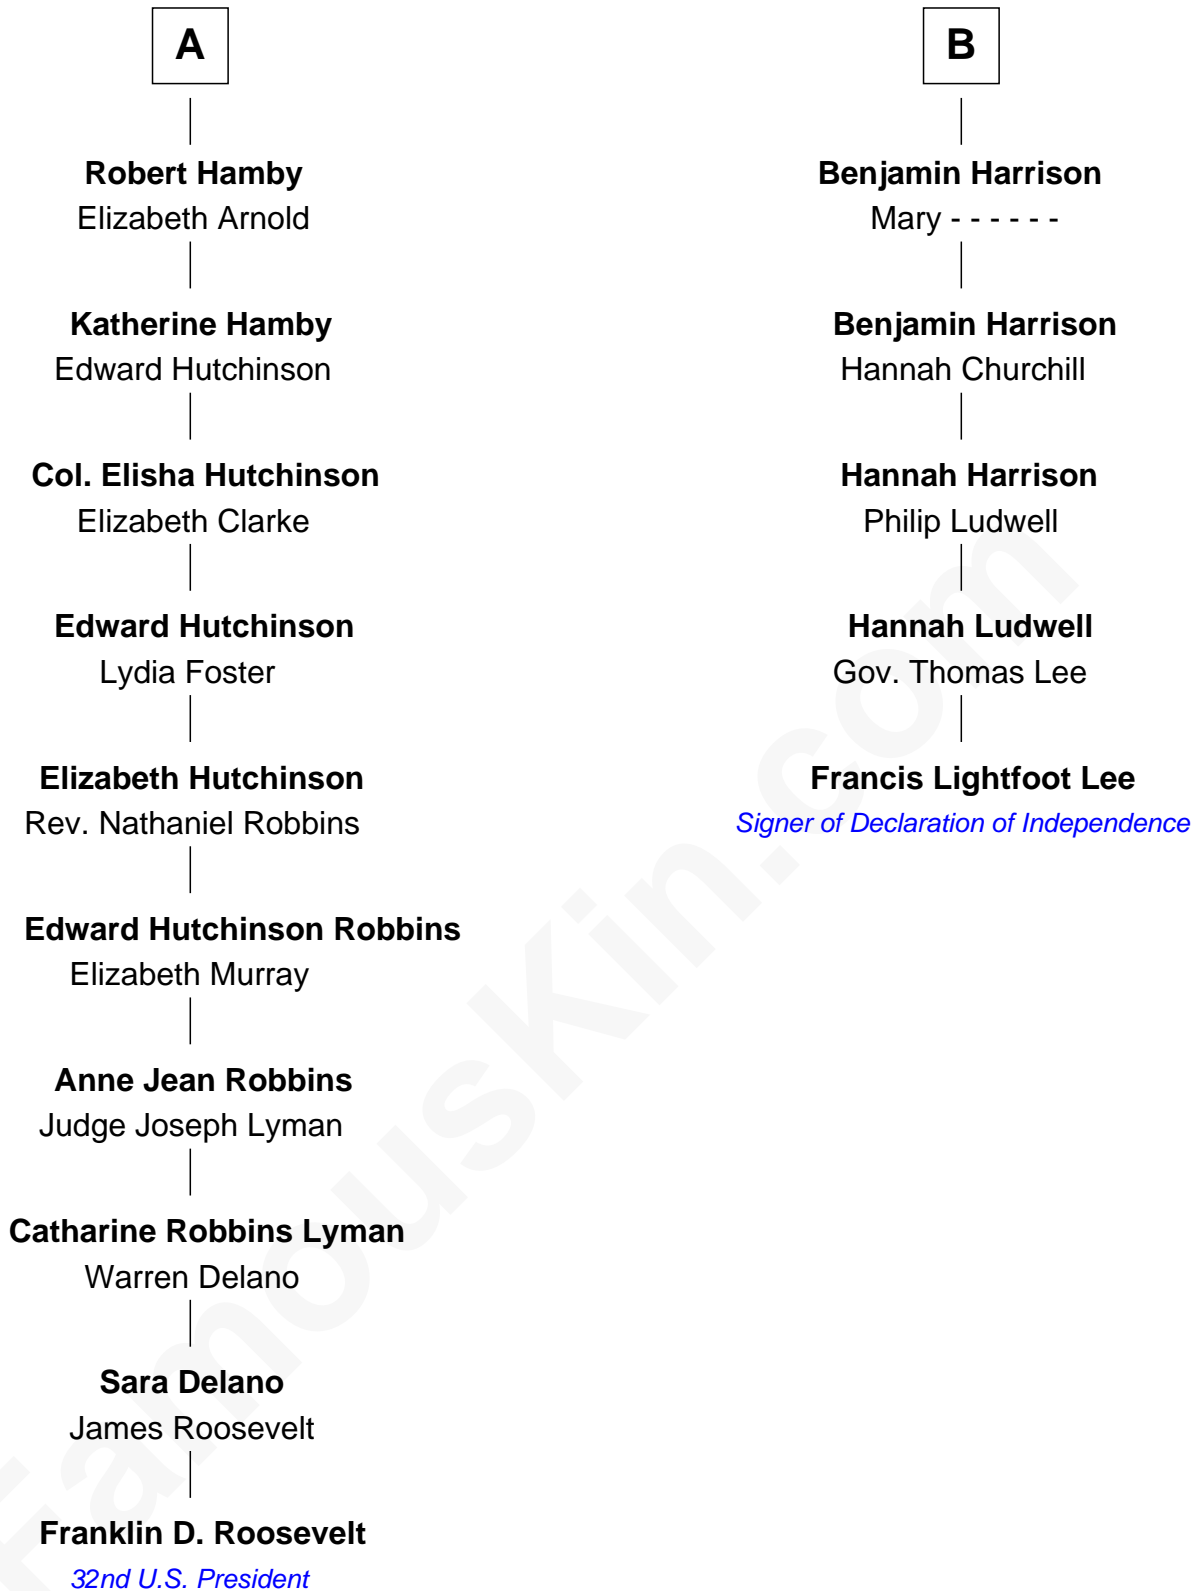 A
Robert Hamby
Elizabeth Arnold
Katherine Hamby
Edward Hutchinson
Col. Elisha Hutchinson
Elizabeth Clarke
Edward Hutchinson
Lydia Foster
Elizabeth Hutchinson
Rev. Nathaniel Robbins
Edward Hutchinson Robbins
Elizabeth Murray
Anne Jean Robbins
Judge Joseph Lyman
Catharine Robbins Lyman
Warren Delano
Sara Delano
James Roosevelt
Franklin D. Roosevelt
32nd U.S. President
B
Benjamin Harrison
Mary - - - - - -
Benjamin Harrison
Hannah Churchill
Hannah Harrison
Philip Ludwell
Hannah Ludwell
Gov. Thomas Lee
Francis Lightfoot Lee
Signer of Declaration of Independence
FamousKin.com